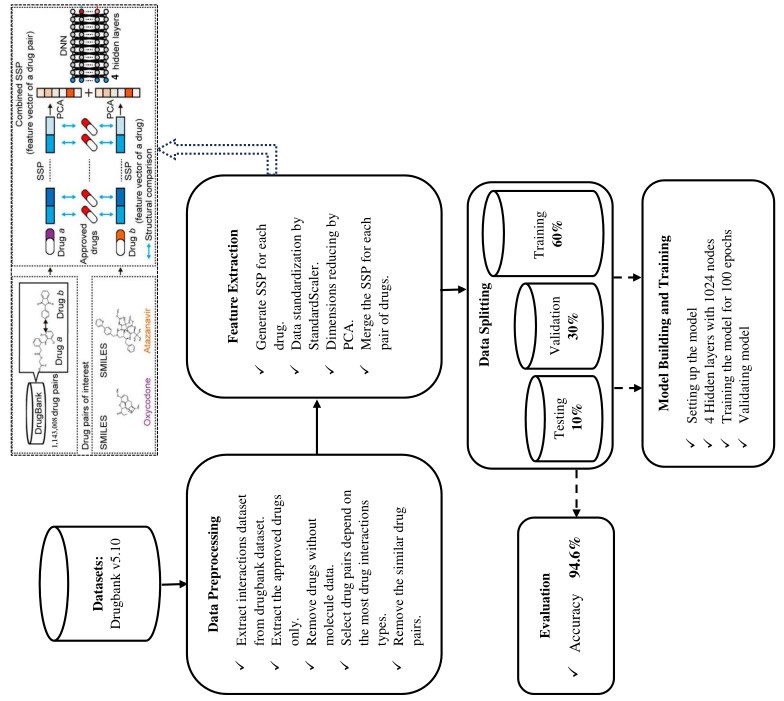 Datasets:
Drugbank v5.10
Data Preprocessing
✓ Extract interactions dataset
from drugbank dataset.
✓ Extract the approved drugs
only.
✓ Remove drugs without
molecule data.
✓ Select drug pairs depend on
the most drug interactions
types.
✓ Remove the similar drug
pairs.
DrugBank
1,143,008 drug pairs
Drug a
Drug b
Drug pairs of interest
SMILES
SMILES
Oxycodone
Atazanavir
Combined SSP
(feature vector of a drug pair)
SSP
PCA
DNN
Drug a
Approved
drugs
+
4 hidden layers
SSP
PCA
Drug b
(feature vector of a drug)
Structural comparison
Feature Extraction
✓ Generate SSP for each
drug.
✓ Data standardization by
StandardScaler.
✓ Dimensions reducing by
PCA.
✓ Merge the SSP for each
pair of drugs.
Data Splitting
Testing
10%
Validation
30%
Training
60%
Evaluation
✓ Accuracy 94.6%
Model Building and Training
✓ Setting up the model
✓ 4 Hidden layers with 1024 nodes
✓ Training the model for 100 epochs
✓ Validating model